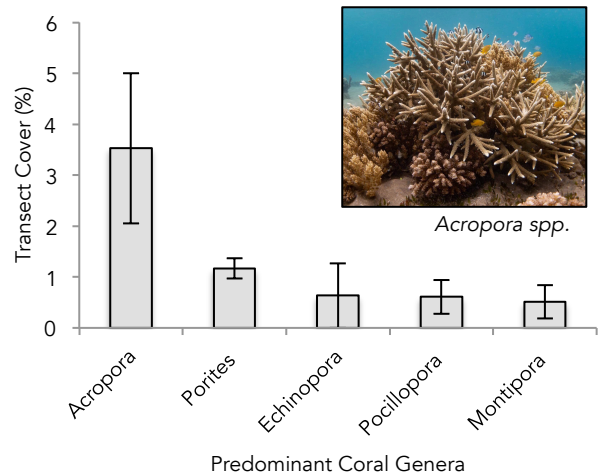 6
5
4
3
2
1
0
Transect Cover (%)
Acropora spp.
Acropora
Porites
Echinopora
Pocillopora
Montipora
Predominant Coral Genera